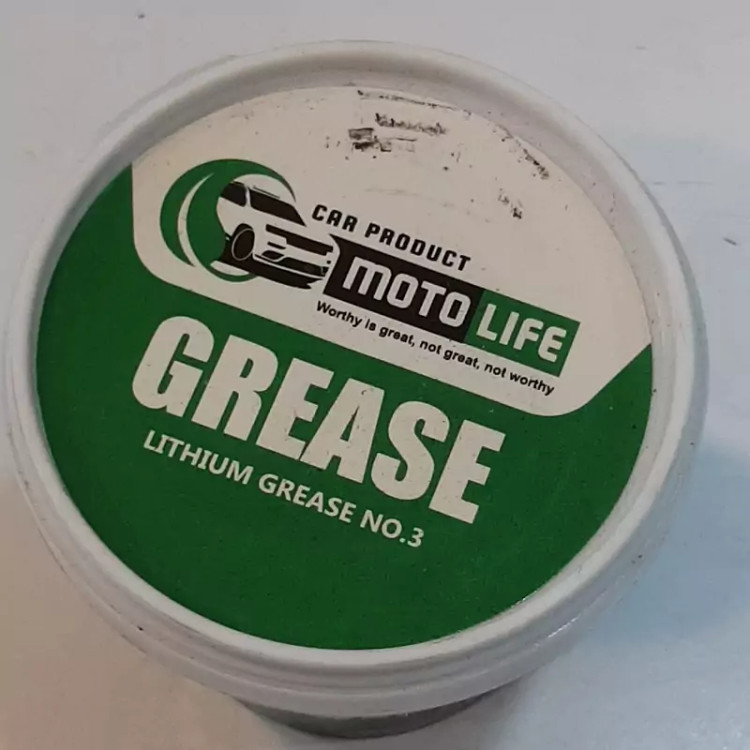 CAR PRODUCT
MOTO LIFE
Worthy is great, not great, not worthy
GREASE
LITHIUM GREASE NO.3